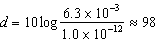 d = 10 log 6.3 × 10⁻³ / 1.0 × 10⁻¹² ≈ 98